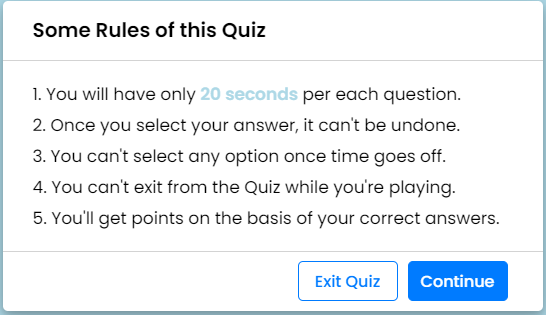 Some Rules of this Quiz
1. You will have only 20 seconds per each question.
2. Once you select your answer, it can't be undone.
3. You can't select any option once time goes off.
4. You can't exit from the Quiz while you're playing.
5. You'll get points on the basis of your correct answers.
Exit Quiz Continue